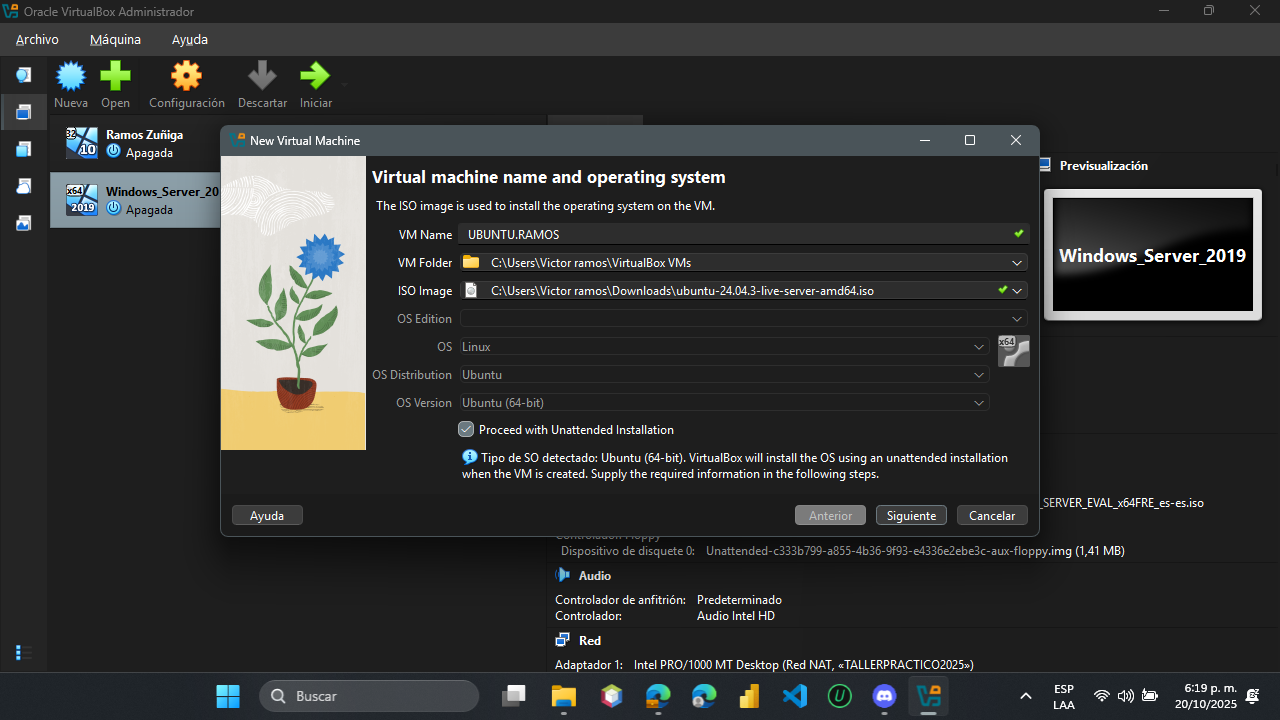 Oracle VirtualBox Administrador
Archivo Máquina Ayuda
Nueva Open Configuración Descartar Iniciar
32
10
Ramos Zuñiga
Apagada
x64
2019
Windows_Server_20
Apagada
New Virtual Machine
Virtual machine name and operating system
The ISO image is used to install the operating system on the VM.
VM Name UBUNTU.RAMOS
VM Folder C:\Users\Victor ramos\VirtualBox VMs
ISO Image C:\Users\Victor ramos\Downloads\ubuntu-24.04.3-live-server-amd64.iso
OS Edition
OS Linux
x64
OS Distribution Ubuntu
OS Version Ubuntu (64-bit)
Proceed with Unattended Installation
Tipo de SO detectado: Ubuntu (64-bit). VirtualBox will install the OS using an unattended installation
when the VM is created. Supply the required information in the following steps.
Ayuda Anterior Siguiente Cancelar
Previsualización
Windows_Server_2019
_SERVER_EVAL_x64FRE_es-es.iso
Controlador: Floppy
Dispositivo de disquete 0: Unattended-c333b799-a855-4b36-9f93-e4336e2ebe3c-aux-floppy.img (1,41 MB)
Audio
Controlador de anfitrión: Predeterminado
Controlador: Audio Intel HD
Red
Adaptador 1: Intel PRO/1000 MT Desktop (Red NAT, «TALLERPRACTICO2025»)
Buscar
ESP
LAA
6:19 p. m.
20/10/2025